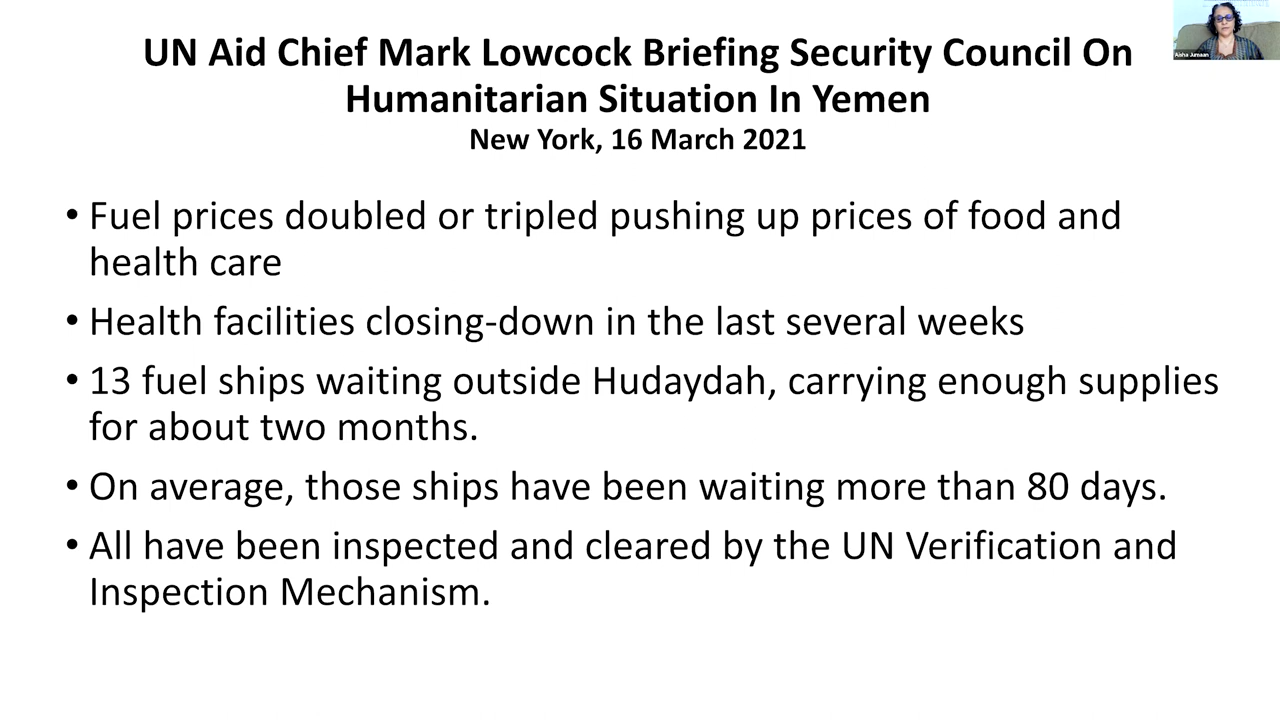 UN Aid Chief Mark Lowcock Briefing Security Council On
Humanitarian Situation In Yemen
New York, 16 March 2021
• Fuel prices doubled or tripled pushing up prices of food and
health care
• Health facilities closing-down in the last several weeks
• 13 fuel ships waiting outside Hudaydah, carrying enough supplies
for about two months.
• On average, those ships have been waiting more than 80 days.
• All have been inspected and cleared by the UN Verification and
Inspection Mechanism.
Aisha Jumaan